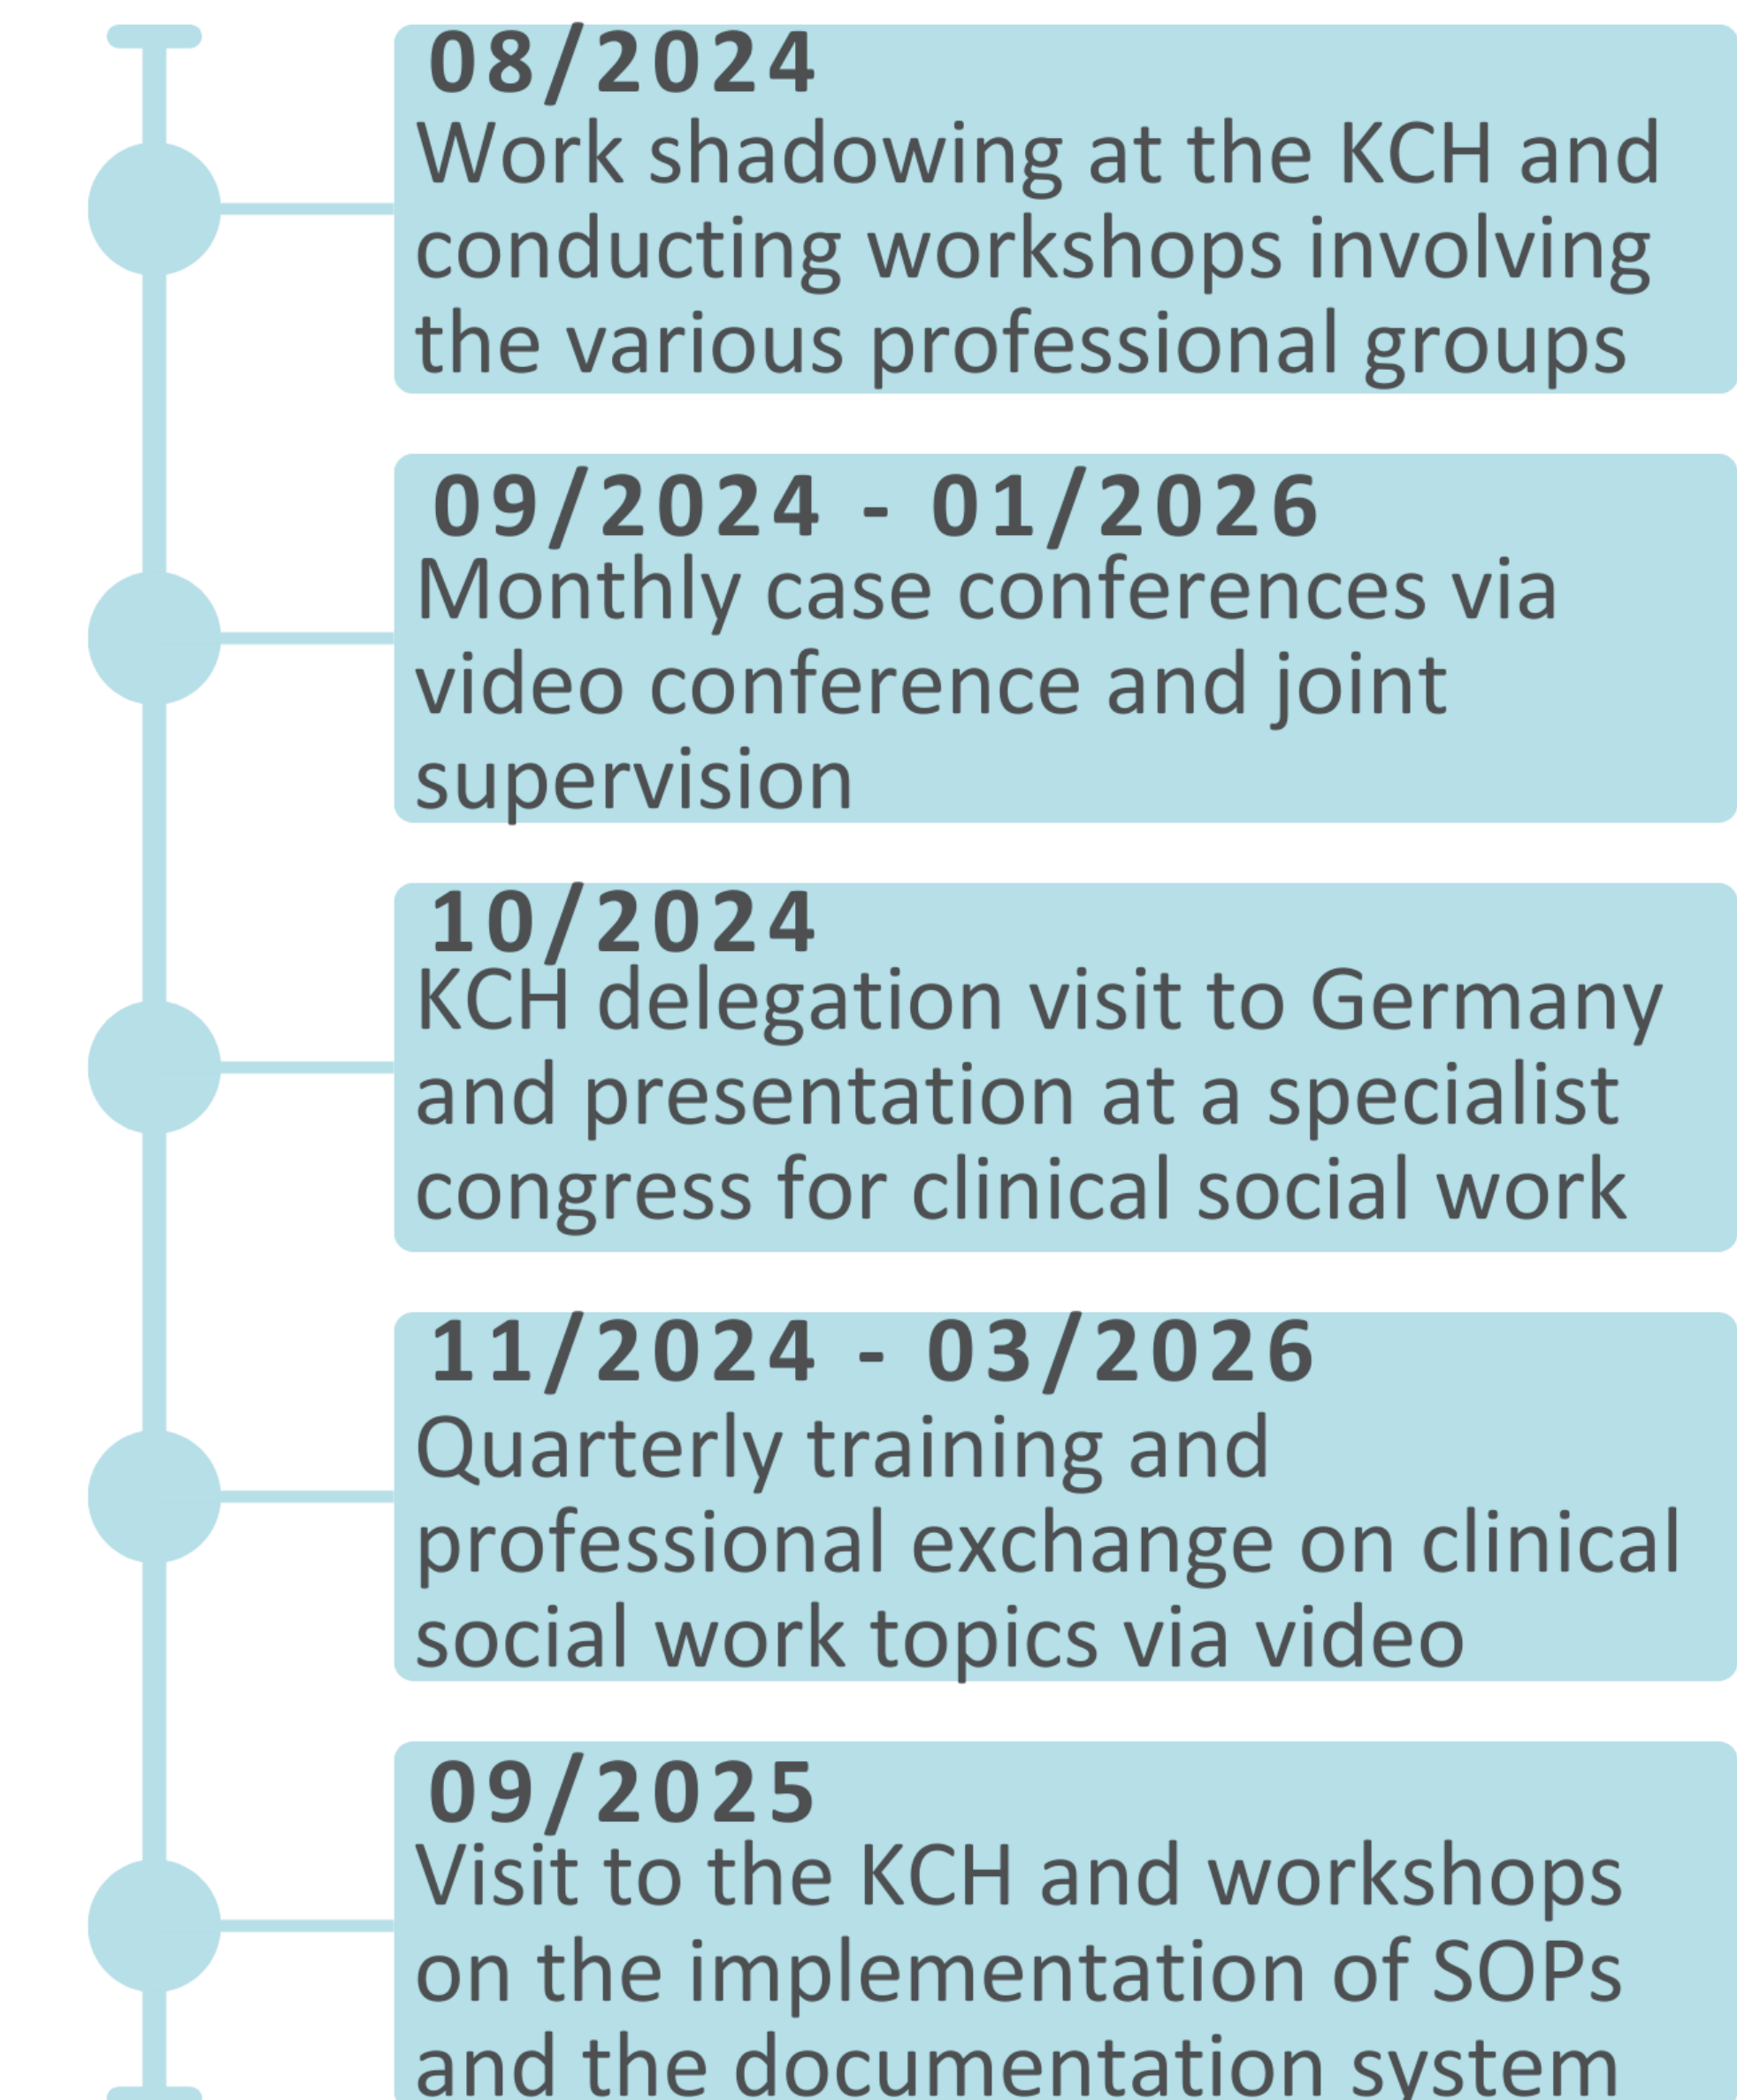 08/2024
Work shadowing at the KCH and
conducting workshops involving
the various professional groups
09/2024 - 01/2026
Monthly case conferences via
video conference and joint
supervision
10/2024
KCH delegation visit to Germany
and presentation at a specialist
congress for clinical social work
11/2024 - 03/2026
Quarterly training and
professional exchange on clinical
social work topics via video
09/2025
Visit to the KCH and workshops
on the implementation of SOPs
and the documentation system